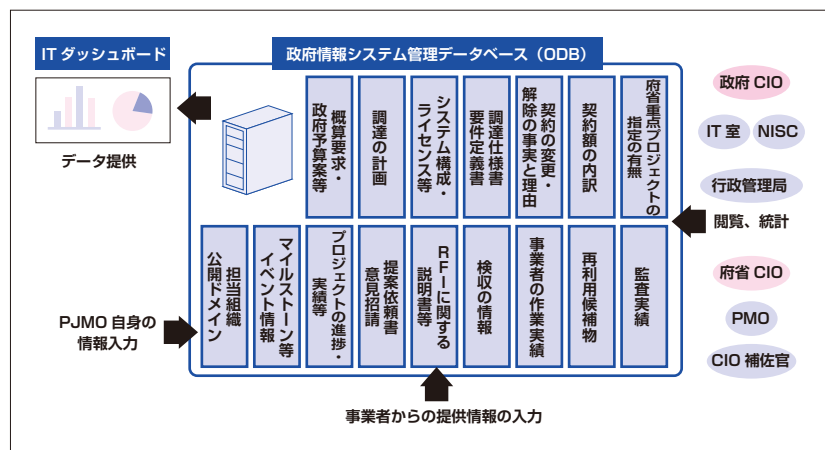 ITダッシュボード
データ提供
政府情報システム管理データベース（ODB）
概算要求・
政府予算案等
調達の計画
システム構成・
ライセンス等
調達仕様書
要件定義書
契約の変更・
解除の事実と理由
契約額の内訳
府省重点プロジェクトの
指定の有無
担当組織
公開ドメイン
マイルストーン等
イベント情報
プロジェクトの進捗・
実績等
提案依頼書
意見招請
RFIに関する
説明書等
検収の情報
事業者の作業実績
再利用候補物
監査実績
PJMO自身の
情報入力
事業者からの提供情報の入力
政府CIO
IT室
NISC
行政管理局
閲覧、統計
府省CIO
PMO
CIO補佐官